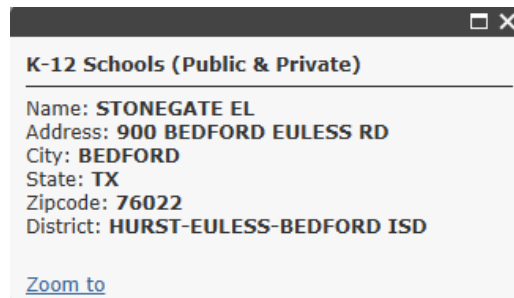 K-12 Schools (Public & Private)
Name: STONEGATE EL
Address: 900 BEDFORD EULESS RD
City: BEDFORD
State: TX
Zipcode: 76022
District: HURST-EULESS-BEDFORD ISD
Zoom to